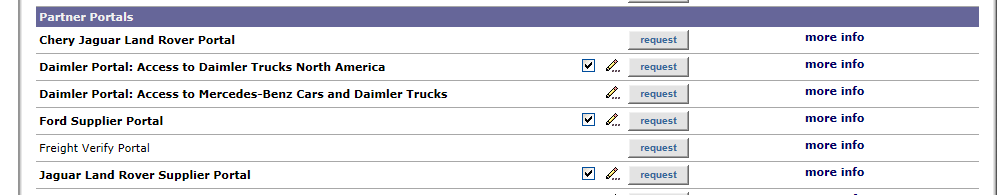 Partner Portals
Chery Jaguar Land Rover Portal request more info
Daimler Portal: Access to Daimler Trucks North America request more info
Daimler Portal: Access to Mercedes-Benz Cars and Daimler Trucks request more info
Ford Supplier Portal request more info
Freight Verify Portal request more info
Jaguar Land Rover Supplier Portal request more info